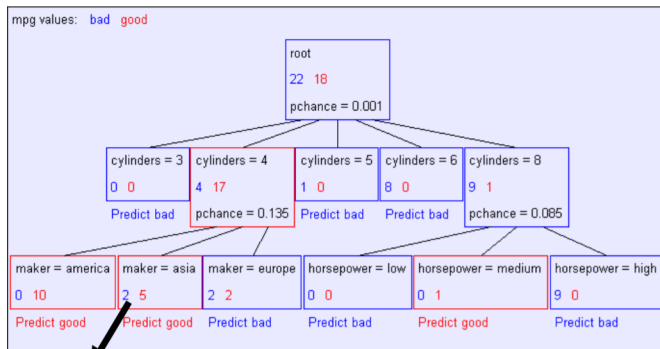 mpg values: bad good
root
22 18
pchance = 0.001
cylinders = 3 cylinders = 4 cylinders = 5 cylinders = 6 cylinders = 8
0 0 4 17 1 0 8 0 9 1
Predict bad pchance = 0.135 Predict bad Predict bad pchance = 0.085
maker = america maker = asia maker = europe horsepower = low horsepower = medium horsepower = high
0 10 2 5 2 2 0 0 0 1 9 0
Predict good Predict good Predict bad Predict bad Predict good Predict bad